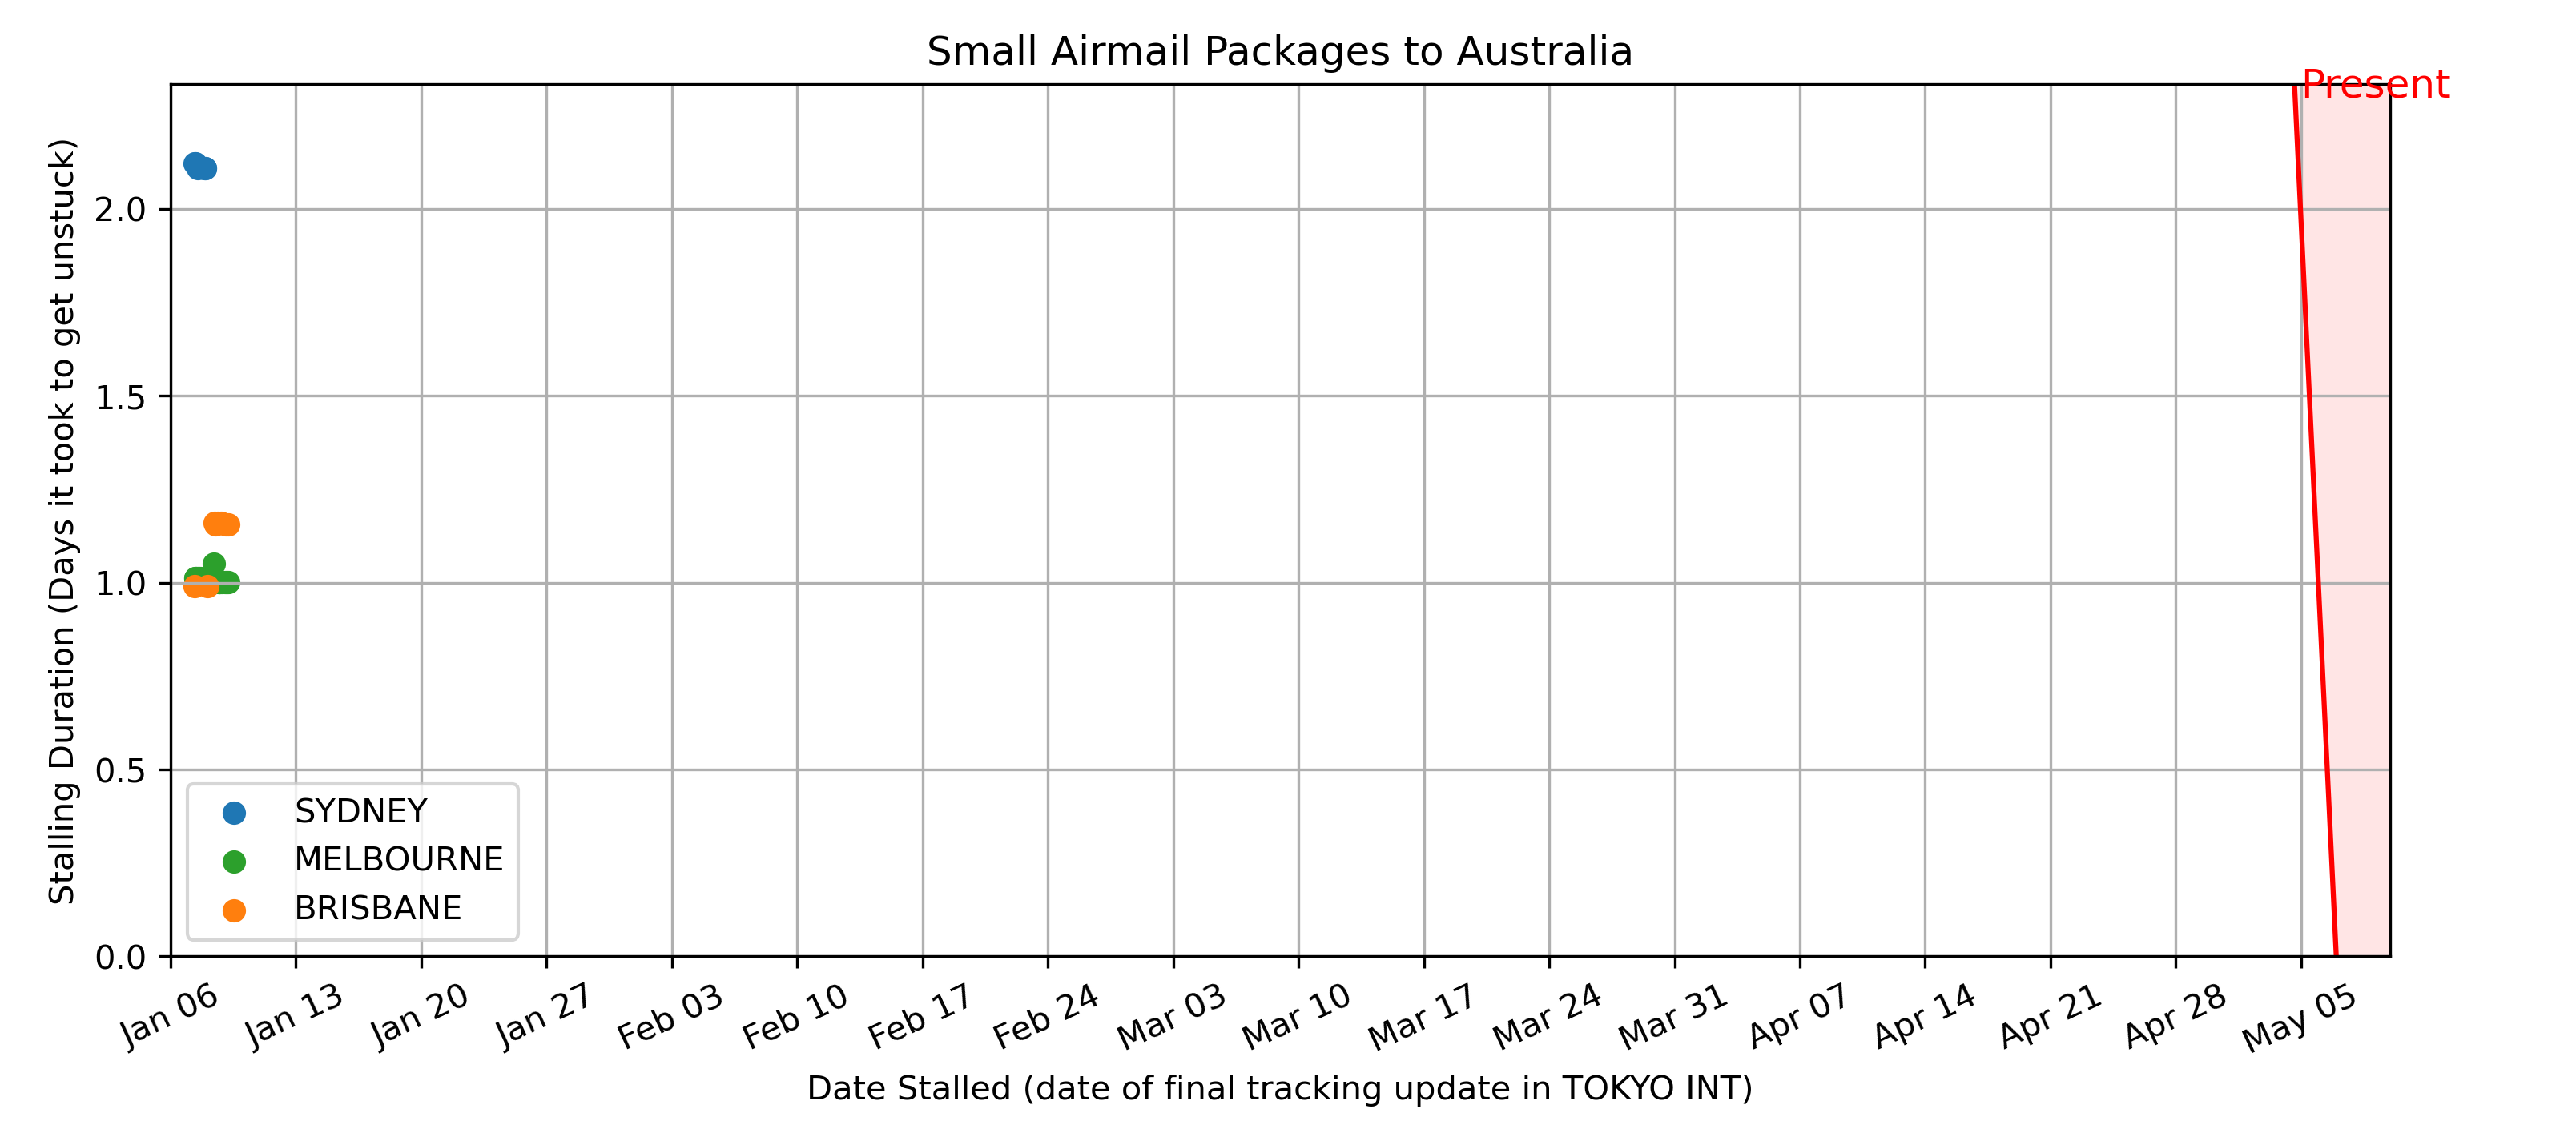 Small Airmail Packages to Australia
Present
Stalling Duration (Days it took to get unstuck)
2.0
1.5
1.0
0.5
0.0
SYDNEY
MELBOURNE
BRISBANE
Jan 06
Jan 13
Jan 20
Jan 27
Feb 03
Feb 10
Feb 17
Feb 24
Mar 03
Mar 10
Mar 17
Mar 24
Mar 31
Apr 07
Apr 14
Apr 21
Apr 28
May 05
Date Stalled (date of final tracking update in TOKYO INT)